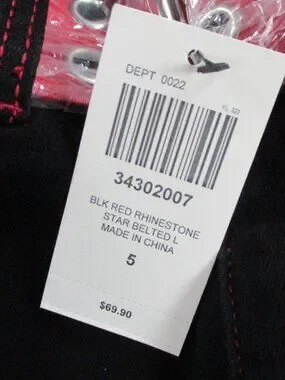 DEPT 0022
34302007
BLK RED RHINESTONE
STAR BELTED L
MADE IN CHINA
5
$69.90